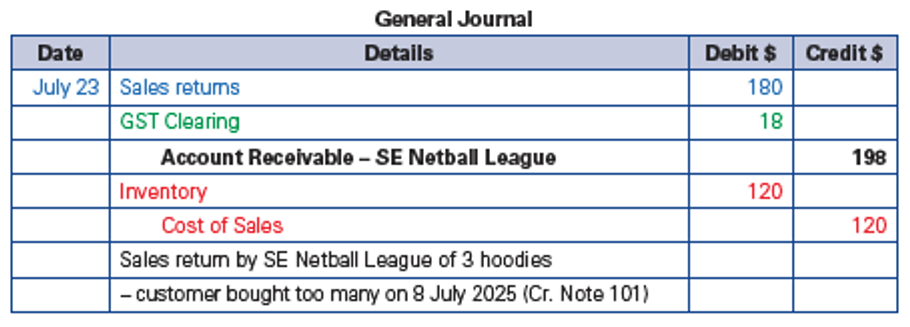 General Journal
Date Details Debit $ Credit $
July 23 Sales returns 180
GST Clearing 18
Account Receivable – SE Netball League 198
Inventory 120
Cost of Sales 120
Sales return by SE Netball League of 3 hoodies
– customer bought too many on 8 July 2025 (Cr. Note 101)